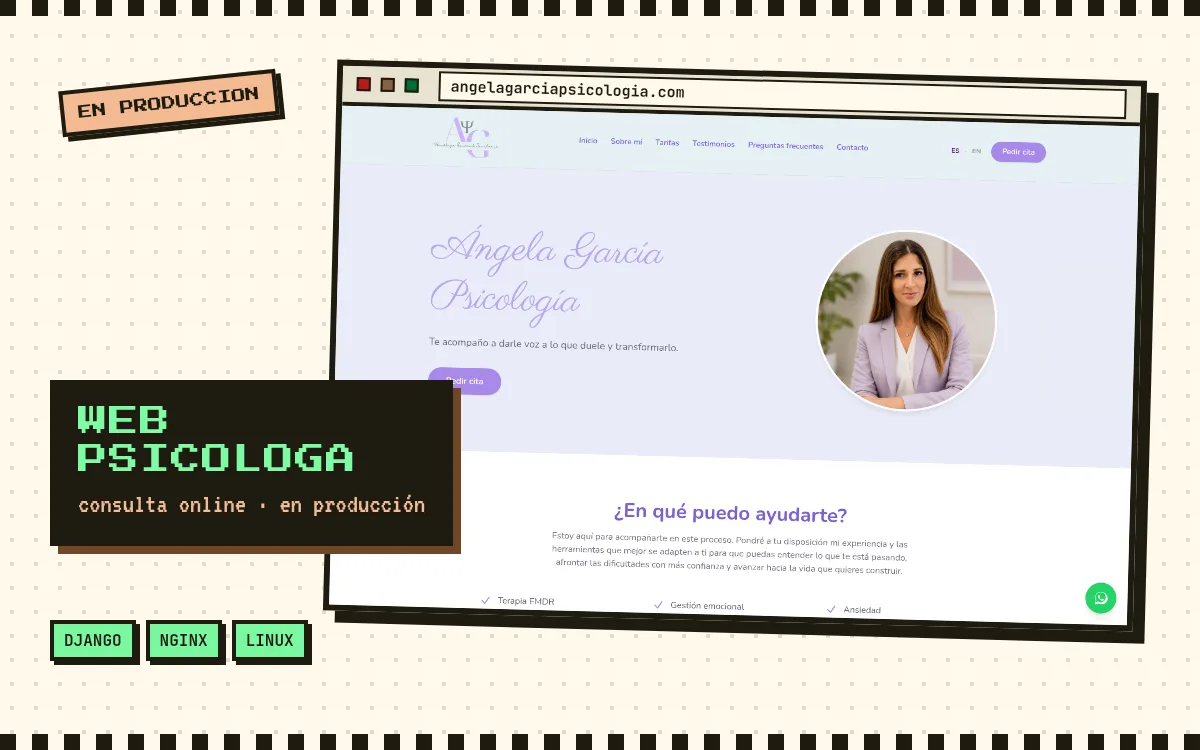 EN PRODUCCION
angelagarciapsicologia.com
AG
Ψ
Inicio Sobre mí Tarifas Testimonios Preguntas frecuentes Contacto
ES · EN
Pedir cita
Ángela García
Psicología
Te acompaño a darle voz a lo que duele y transformarlo.
Pedir cita
WEB
PSICOLOGA
consulta online · en producción
¿En qué puedo ayudarte?
Estoy aquí para acompañarte en este proceso. Pondré a tu disposición mi experiencia y las
herramientas que mejor se adapten a ti para que puedas entender lo que te está pasando,
afrontar las dificultades con más confianza y avanzar hacia la vida que quieres construir.
Terapia EMDR
Gestión emocional
Ansiedad
DJANGO
NGINX
LINUX